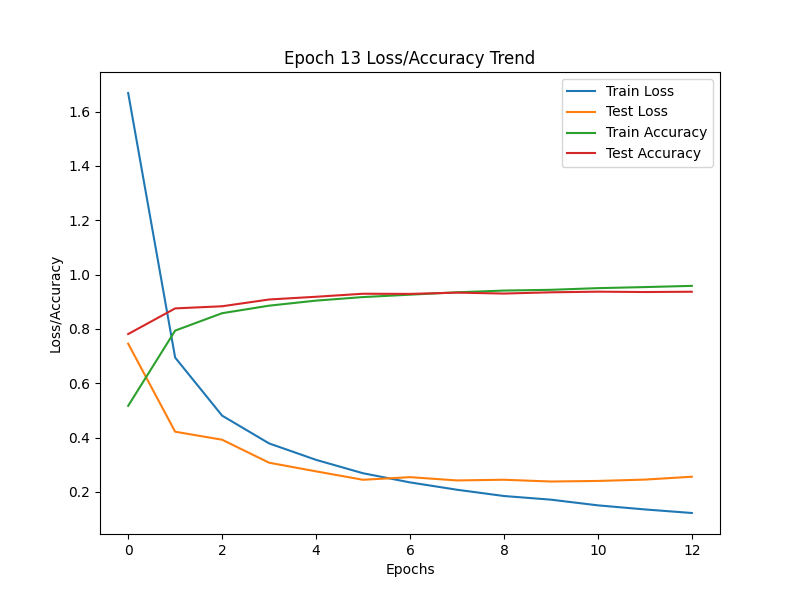 Epoch 13 Loss/Accuracy Trend
Train Loss
Test Loss
Train Accuracy
Test Accuracy
1.6
1.4
1.2
1.0
0.8
0.6
0.4
0.2
Loss/Accuracy
0 2 4 6 8 10 12
Epochs